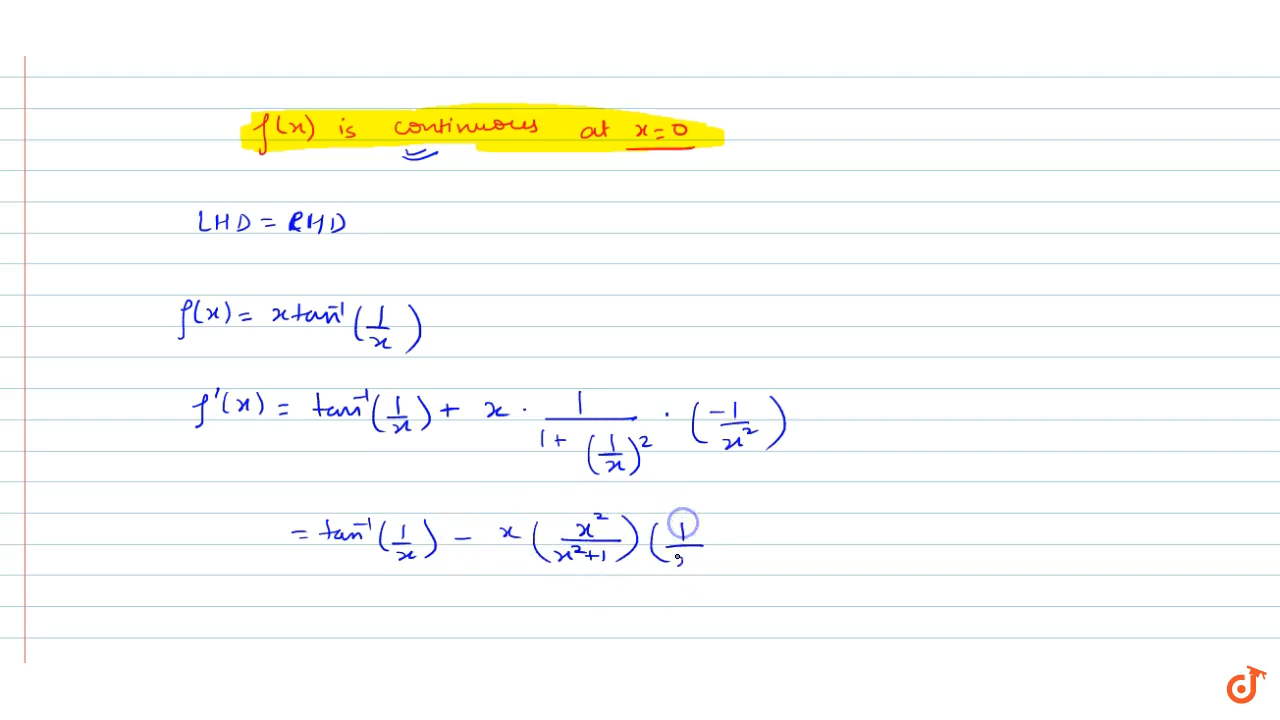 f(x) is continuous at x=0
LHD = RHD
f(x) = x tan⁻¹(1/x)
f'(x) = tan⁻¹(1/x) + x · 1/(1+(1/x)²) · (-1/x²)
= tan⁻¹(1/x) - x (x²/(x²+1)) (1/